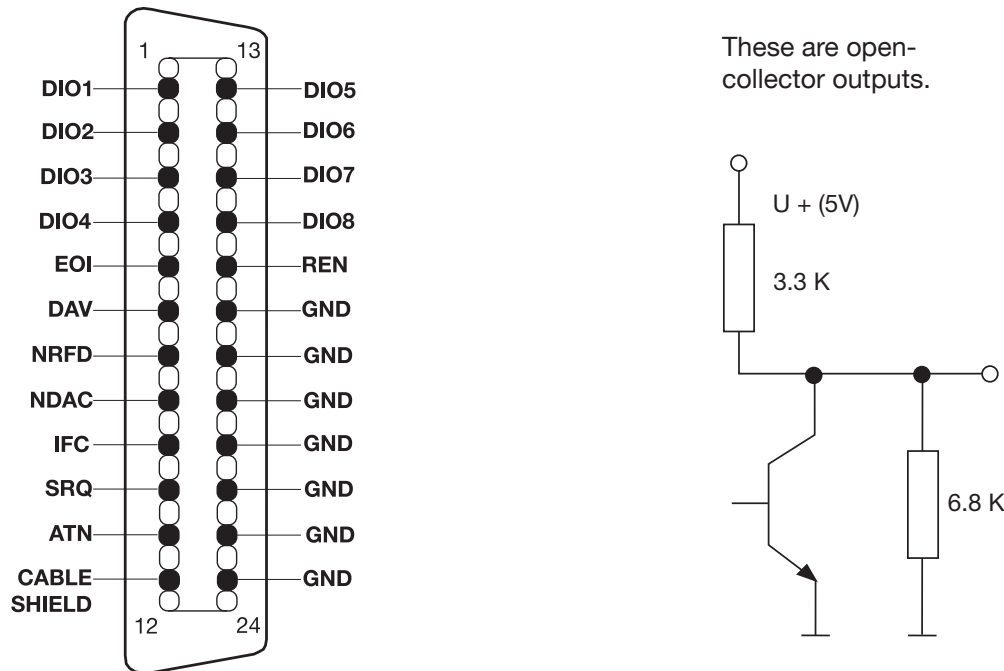 1
13
DIO1
DIO5
DIO2
DIO6
DIO3
DIO7
DIO4
DIO8
EOI
REN
DAV
GND
NRFD
GND
NDAC
GND
IFC
GND
SRQ
GND
ATN
GND
CABLE
SHIELD
GND
12
24
These are open-
collector outputs.
U + (5V)
3.3 K
6.8 K